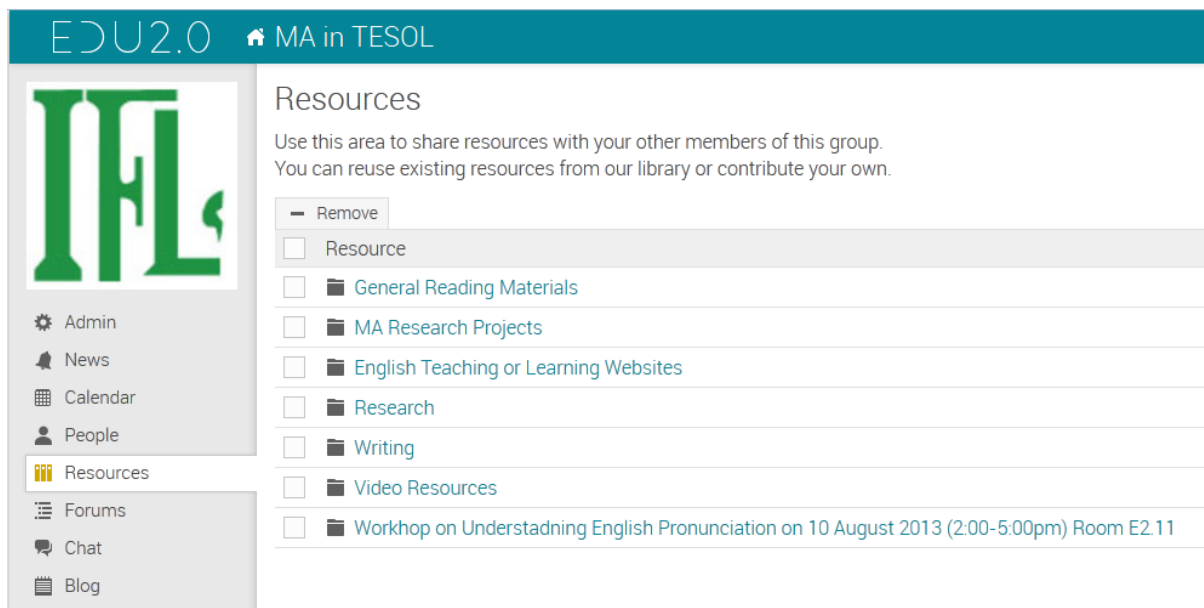 EDU2.0 MA in TESOL
IFL
Admin
News
Calendar
People
Resources
Forums
Chat
Blog
Resources
Use this area to share resources with your other members of this group.
You can reuse existing resources from our library or contribute your own.
Remove
Resource
General Reading Materials
MA Research Projects
English Teaching or Learning Websites
Research
Writing
Video Resources
Workhop on Understadning English Pronunciation on 10 August 2013 (2:00-5:00pm) Room E2.11